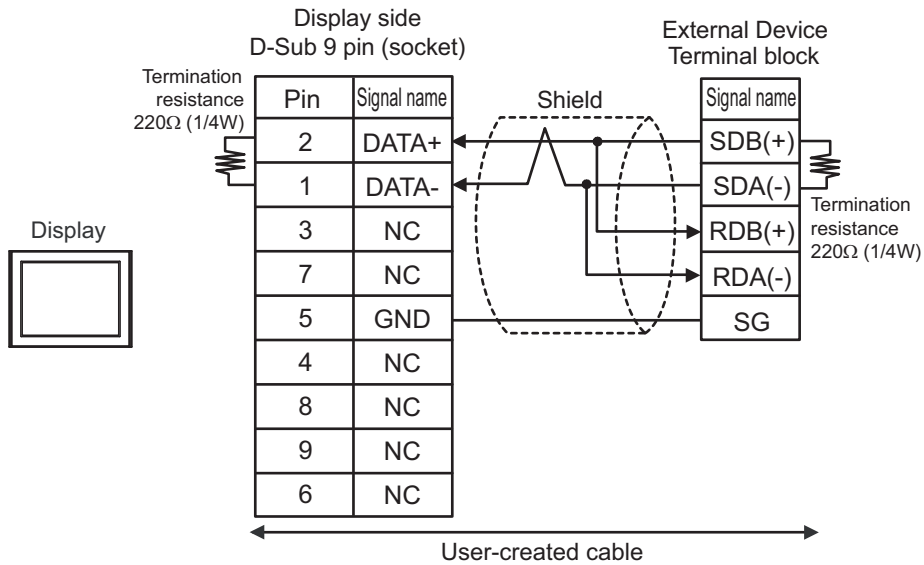 Display side
D-Sub 9 pin (socket)
External Device
Terminal block
Termination
resistance
220Ω (1/4W)
Pin Signal name
Shield
Signal name
2 DATA+
SDB(+)
1 DATA-
SDA(-)
Termination
resistance
220Ω (1/4W)
Display
3 NC
RDB(+)
7 NC
RDA(-)
5 GND
SG
4 NC
8 NC
9 NC
6 NC
User-created cable